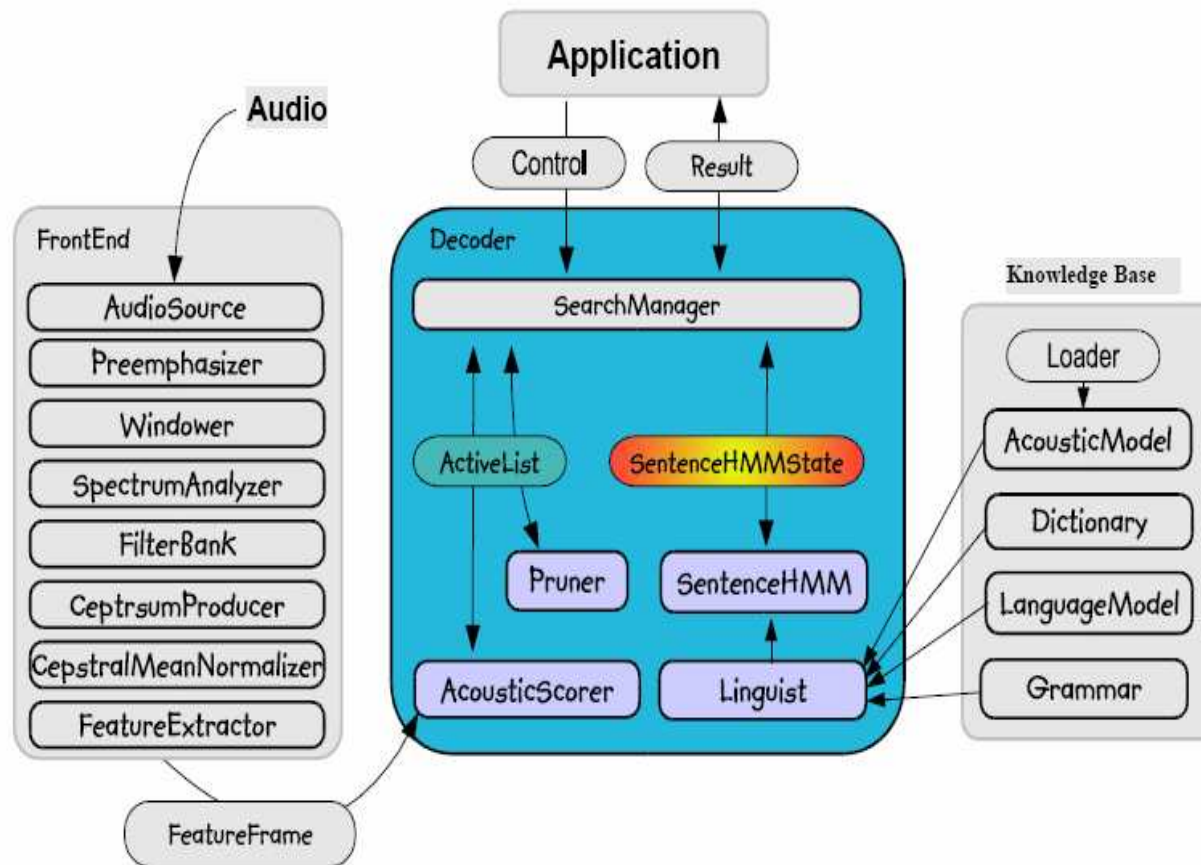 Application
Audio
Control
Result
FrontEnd
AudioSource
Preemphasizer
Windower
SpectrumAnalyzer
FilterBank
CeptrsumProducer
CepstralMeanNormalizer
FeatureExtractor
FeatureFrame
Decoder
SearchManager
ActiveList
SentenceHMMState
Pruner
SentenceHMM
AcousticScorer
Linguist
Knowledge Base
Loader
AcousticModel
Dictionary
LanguageModel
Grammar